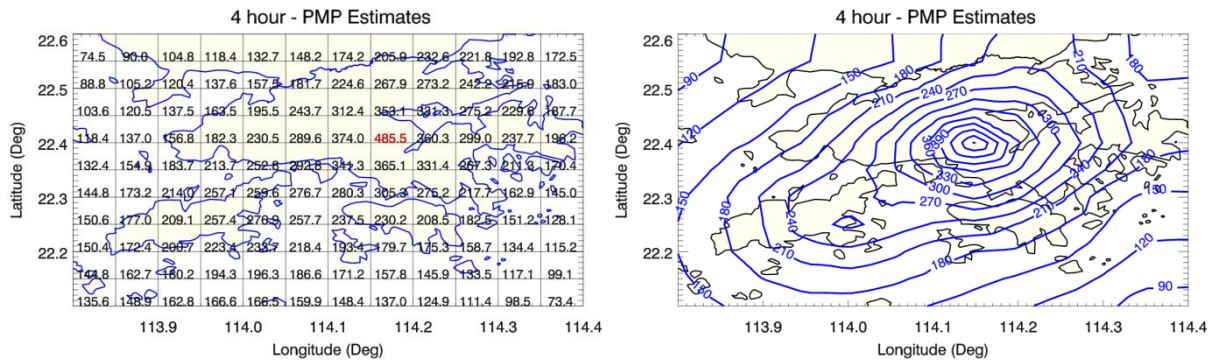 4 hour - PMP Estimates
22.6
74.5 90.0 104.8 118.4 132.7 148.2 174.2 205.9 232.6 221.8 192.8 172.5
22.5
88.8 105.2 120.4 137.6 157.5 181.7 224.6 267.9 273.2 242.2 215.9 183.0
103.6 120.5 137.5 163.5 195.5 243.7 312.4 353.1 321.3 275.2 229.6 187.7
22.4
118.4 137.0 156.8 182.3 230.5 289.6 374.0 485.5 360.3 299.0 237.7 198.2
132.4 154.9 183.7 213.7 252.8 292.8 341.3 365.1 331.4 267.3 211.3 170.4
22.3
144.8 173.2 214.0 257.1 259.6 276.7 280.3 305.3 275.2 217.7 162.9 145.0
150.6 177.0 209.1 257.4 276.9 257.7 237.5 230.2 208.5 182.5 151.2 128.1
22.2
150.4 172.4 200.7 223.4 218.4 193.4 179.7 175.3 158.7 134.4 115.2
144.8 162.7 180.2 194.3 196.3 186.6 171.2 157.8 145.9 133.5 117.1 99.1
135.6 148.9 162.8 166.6 166.5 159.9 148.4 137.0 124.9 111.4 98.5 73.4
113.9 114.0 114.1 114.2 114.3 114.4
Longitude (Deg)
Latitude (Deg)
4 hour - PMP Estimates
22.6
22.5
22.4
22.3
22.2
90
150
180
210
180
120
210
240
270
300
390
330
300
270
240
180
150
150
180
240
210
180
120
150
90
113.9 114.0 114.1 114.2 114.3 114.4
Longitude (Deg)
Latitude (Deg)